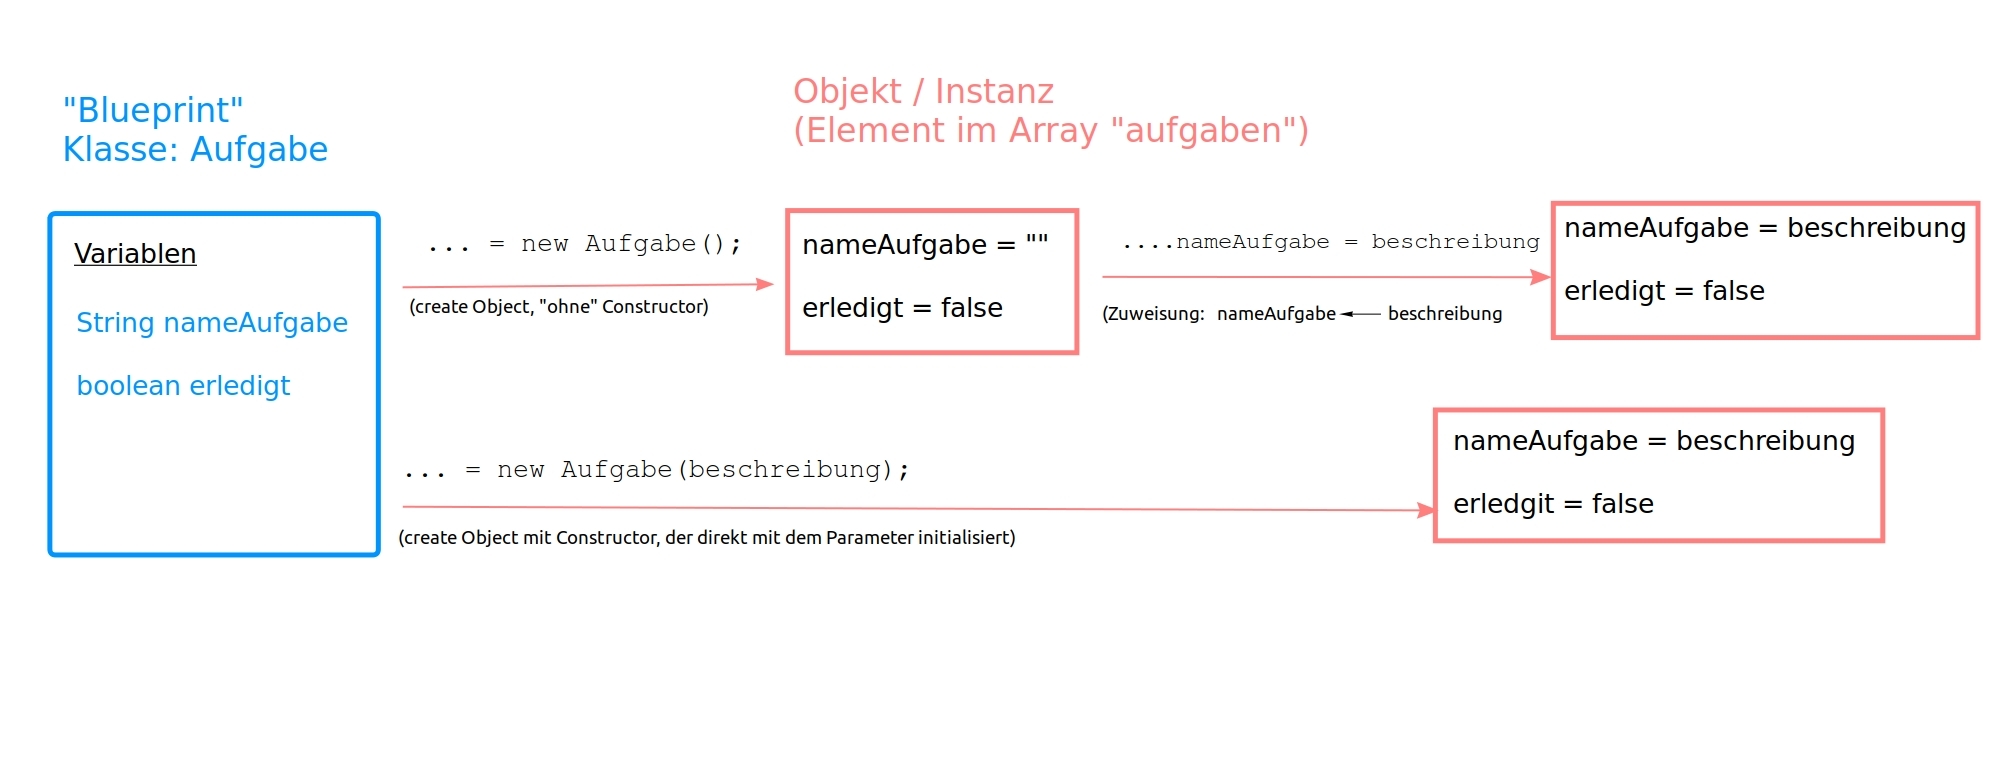 "Blueprint"
Klasse: Aufgabe
Objekt / Instanz
(Element im Array "aufgaben")
Variablen
String nameAufgabe
boolean erledigt
... = new Aufgabe();
(create Object, "ohne" Constructor)
nameAufgabe = ""
erledigt = false
....nameAufgabe = beschreibung
(Zuweisung: nameAufgabe ← beschreibung
nameAufgabe = beschreibung
erledigt = false
... = new Aufgabe(beschreibung);
(create Object mit Constructor, der direkt mit dem Parameter initialisiert)
nameAufgabe = beschreibung
erledgit = false